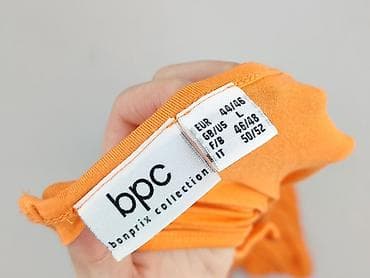 bpc
bonprix collection
EUR 44/46
GB/US L
F/B 46/48
IT 50/52